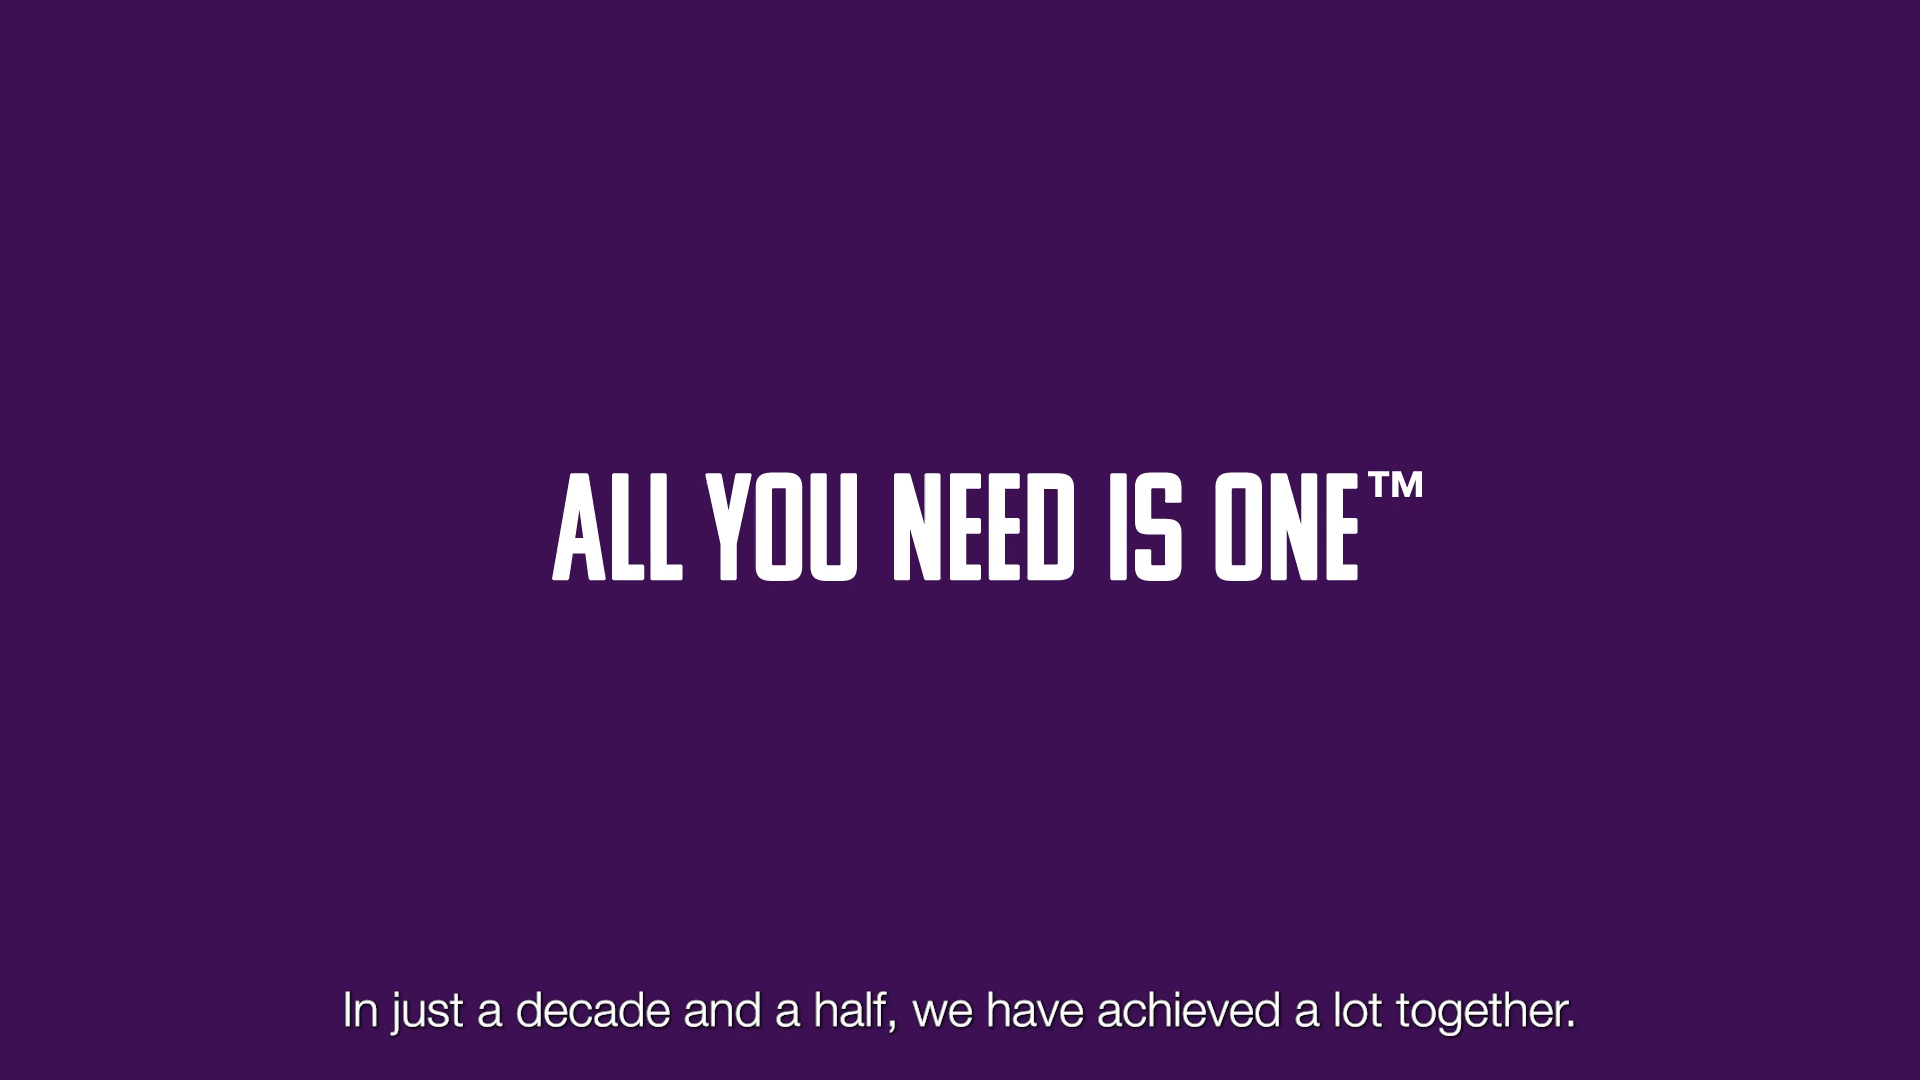 ALL YOU NEED IS ONE™
In just a decade and a half, we have achieved a lot together.